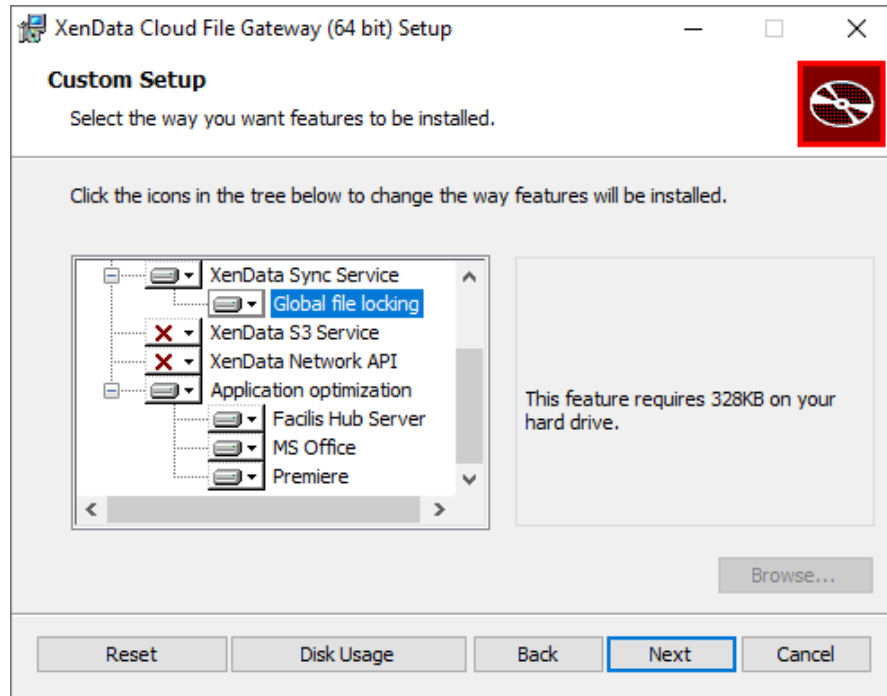 XenData Cloud File Gateway (64 bit) Setup
Custom Setup
Select the way you want features to be installed.
Click the icons in the tree below to change the way features will be installed.
XenData Sync Service
Global file locking
XenData S3 Service
XenData Network API
Application optimization
Facilis Hub Server
MS Office
Premiere
This feature requires 328KB on your
hard drive.
Browse...
Reset
Disk Usage
Back
Next
Cancel